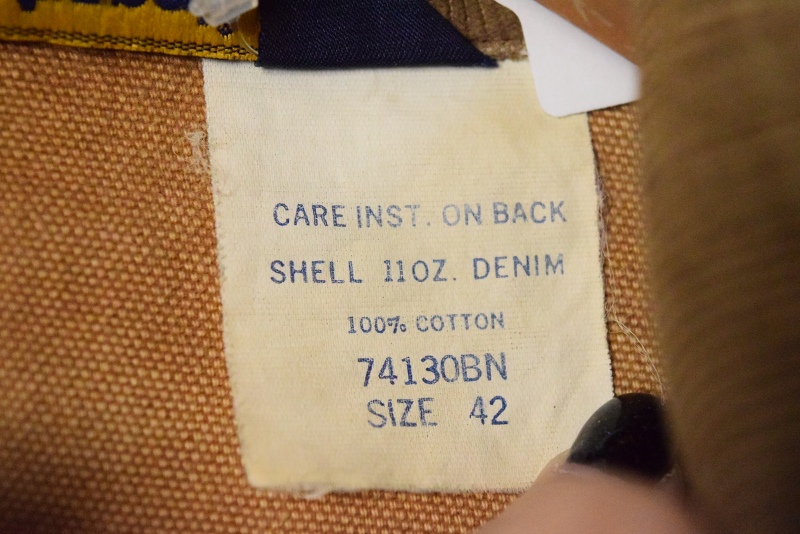 CARE INST. ON BACK
SHELL 11OZ. DENIM
100% COTTON
74130BN
SIZE 42